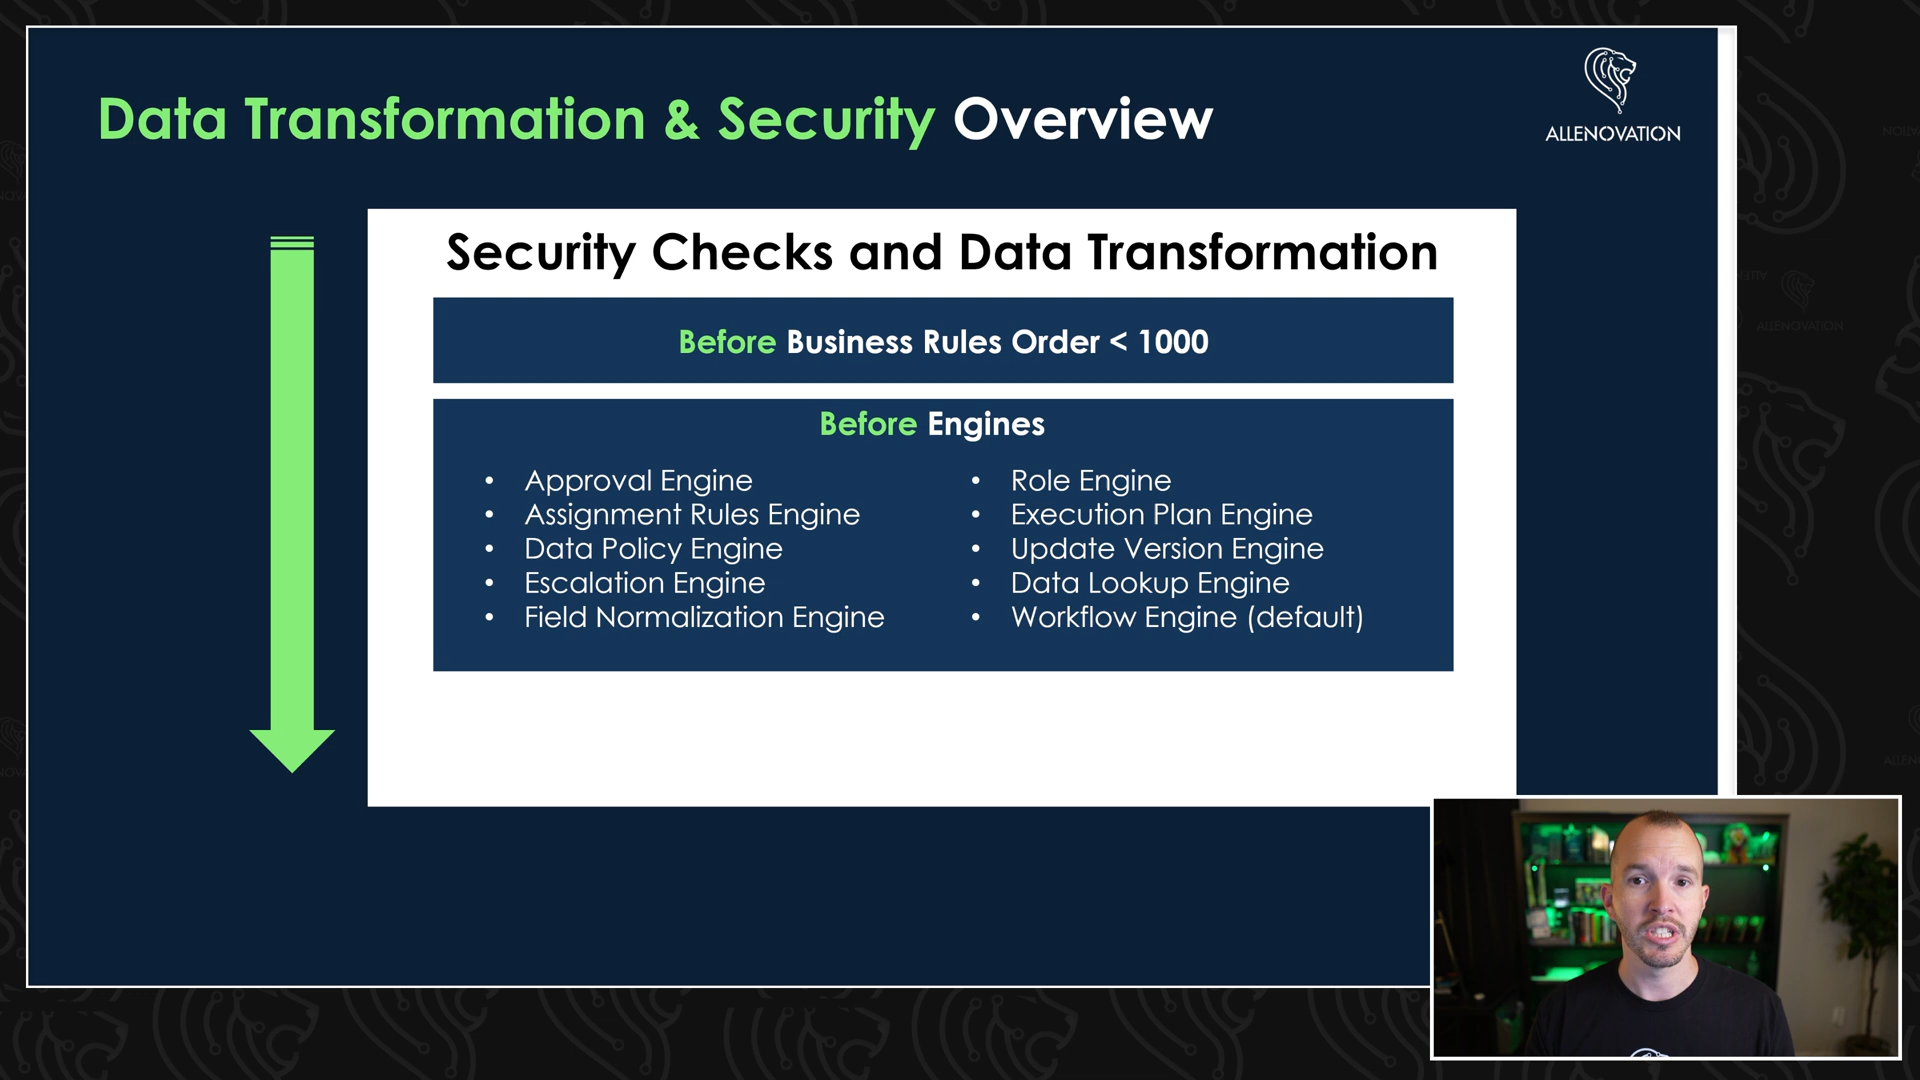 Data Transformation & Security Overview
ALLENOVATION
Security Checks and Data Transformation
Before Business Rules Order < 1000
Before Engines
• Approval Engine
• Assignment Rules Engine
• Data Policy Engine
• Escalation Engine
• Field Normalization Engine
• Role Engine
• Execution Plan Engine
• Update Version Engine
• Data Lookup Engine
• Workflow Engine (default)
ALLENOVATION